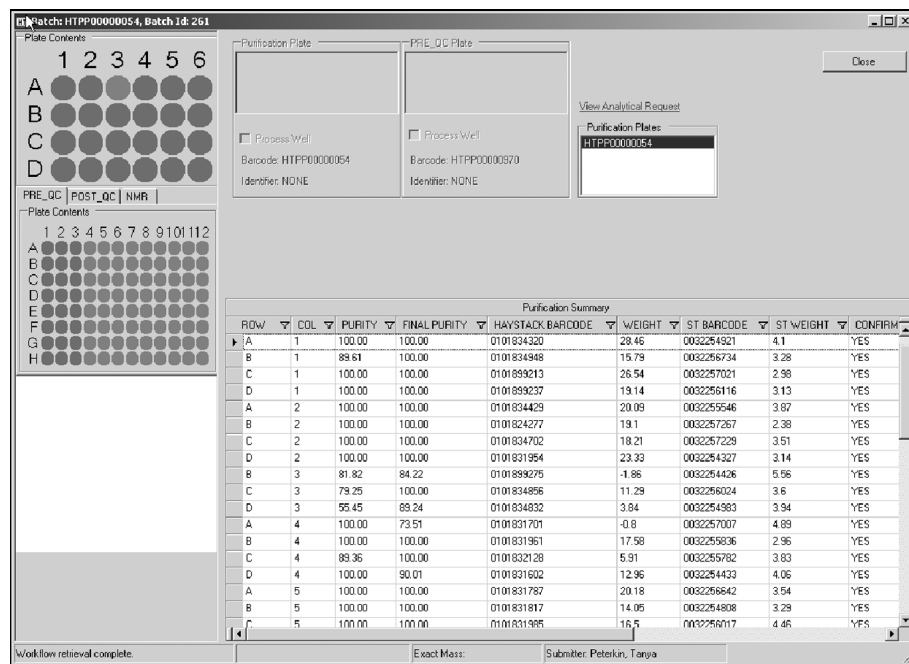 Batch: HTPP00000054, Batch Id: 261
Plate Contents
1 2 3 4 5 6
A
B
C
D
PRE_QC POST_QC NMR
Plate Contents
1 2 3 4 5 6 7 8 9 10 11 12
A
B
C
D
E
F
G
H
Purification Plate
Process Well
Barcode: HTPP00000054
Identifier: NONE
PRE_QC Plate
Process Well
Barcode: HTPP00000970
Identifier: NONE
Close
View Analytical Request
Purification Plates
HTPP00000054
Purification Summary
ROW COL PURITY FINAL PURITY HAYSTACK BARCODE WEIGHT ST BARCODE ST WEIGHT CONFIRM
A 1 100.00 100.00 0101834320 28.46 0032254921 4.1 YES
B 1 89.61 100.00 0101834948 15.79 0032256734 3.28 YES
C 1 100.00 100.00 0101899213 26.54 0032257021 2.98 YES
D 1 100.00 100.00 0101899237 19.14 0032256116 3.13 YES
A 2 100.00 100.00 0101834429 20.09 0032255546 3.87 YES
B 2 100.00 100.00 0101824277 19.1 0032257267 2.38 YES
C 2 100.00 100.00 0101834702 18.21 0032257229 3.51 YES
D 2 100.00 100.00 0101831954 23.33 0032254327 3.14 YES
B 3 81.82 84.22 0101899275 -1.86 0032254426 5.56 YES
C 3 79.25 100.00 0101834856 11.29 0032256024 3.6 YES
D 3 55.45 89.24 0101834832 3.84 0032254983 3.94 YES
A 4 100.00 73.51 0101831701 -0.8 0032257007 4.89 YES
B 4 100.00 100.00 0101831961 17.58 0032255836 2.96 YES
C 4 89.36 100.00 0101832128 5.91 0032255782 3.83 YES
D 4 100.00 90.01 0101831602 12.96 0032254433 4.06 YES
A 5 100.00 100.00 0101831787 20.18 0032256642 3.54 YES
B 5 100.00 100.00 0101831817 14.05 0032254808 3.29 YES
C 5 100.00 100.00 0101831985 16.5 0032256017 4.46 YES
Workflow retrieval complete.
Exact Mass:
Submitter: Peterkin, Tanya